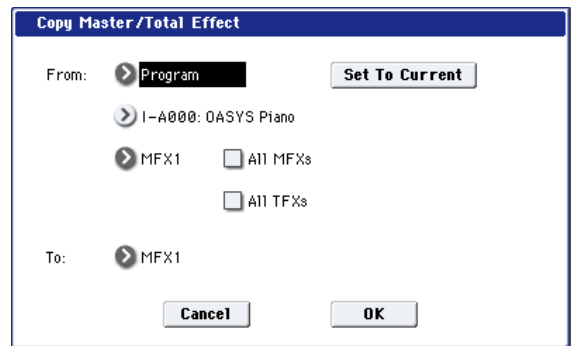 Copy Master/Total Effect
From: Program Set To Current
I-A000: OASYS Piano
MFX1 All MFXs
All TFXs
To: MFX1
Cancel OK